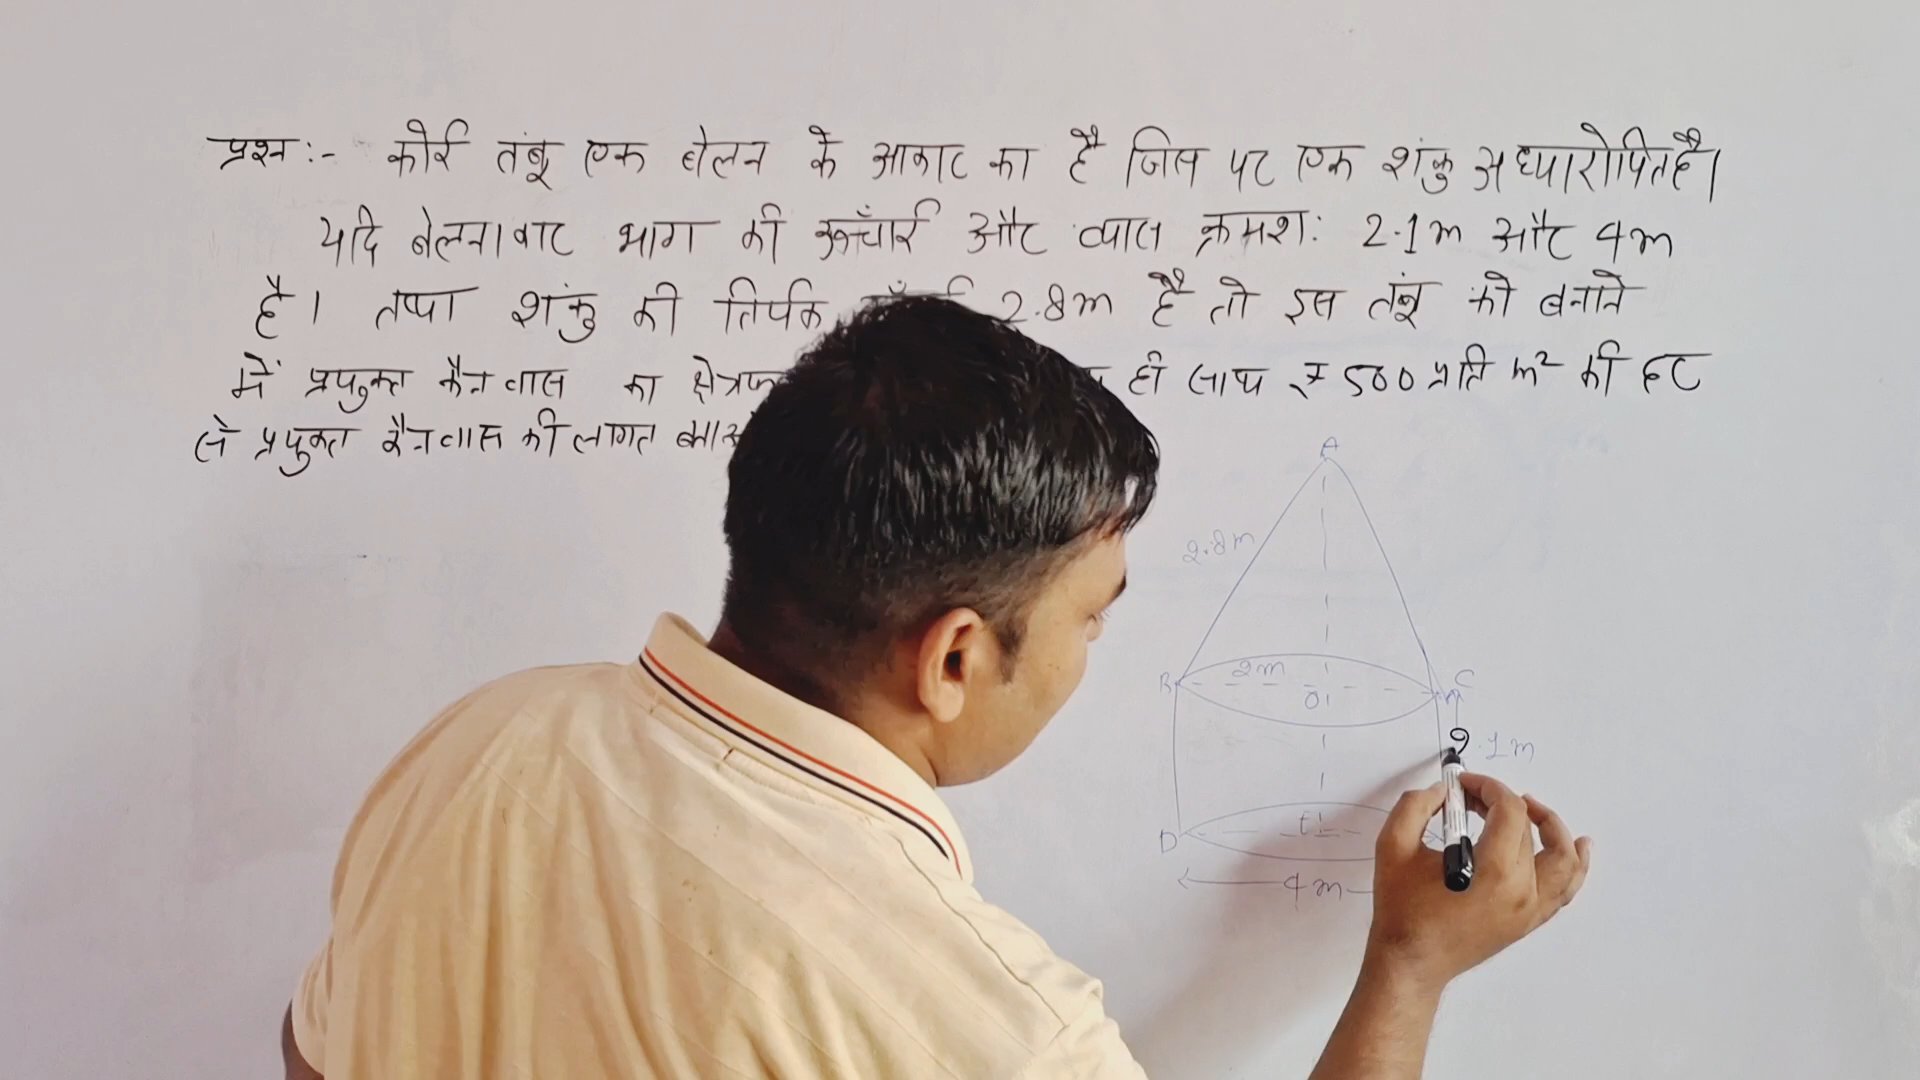 प्रश्न :- कोई तंबू एक बेलन के आकार का है जिस पर एक शंकु अध्यारोपित है।
यदि बेलनाकार भाग की ऊँचाई और व्यास क्रमश: 2.1m और 4m
है। तथा शंकु की तिर्यक 2.8m है तो इस तंबू को बनाने
में प्रयुक्त कैनवास का ही साथ ₹ 500 प्रति m² की दर
से प्रयुक्त कैनवास की लागत
A
2.8m
B
2m
O
C
2.1m
D
E
4m